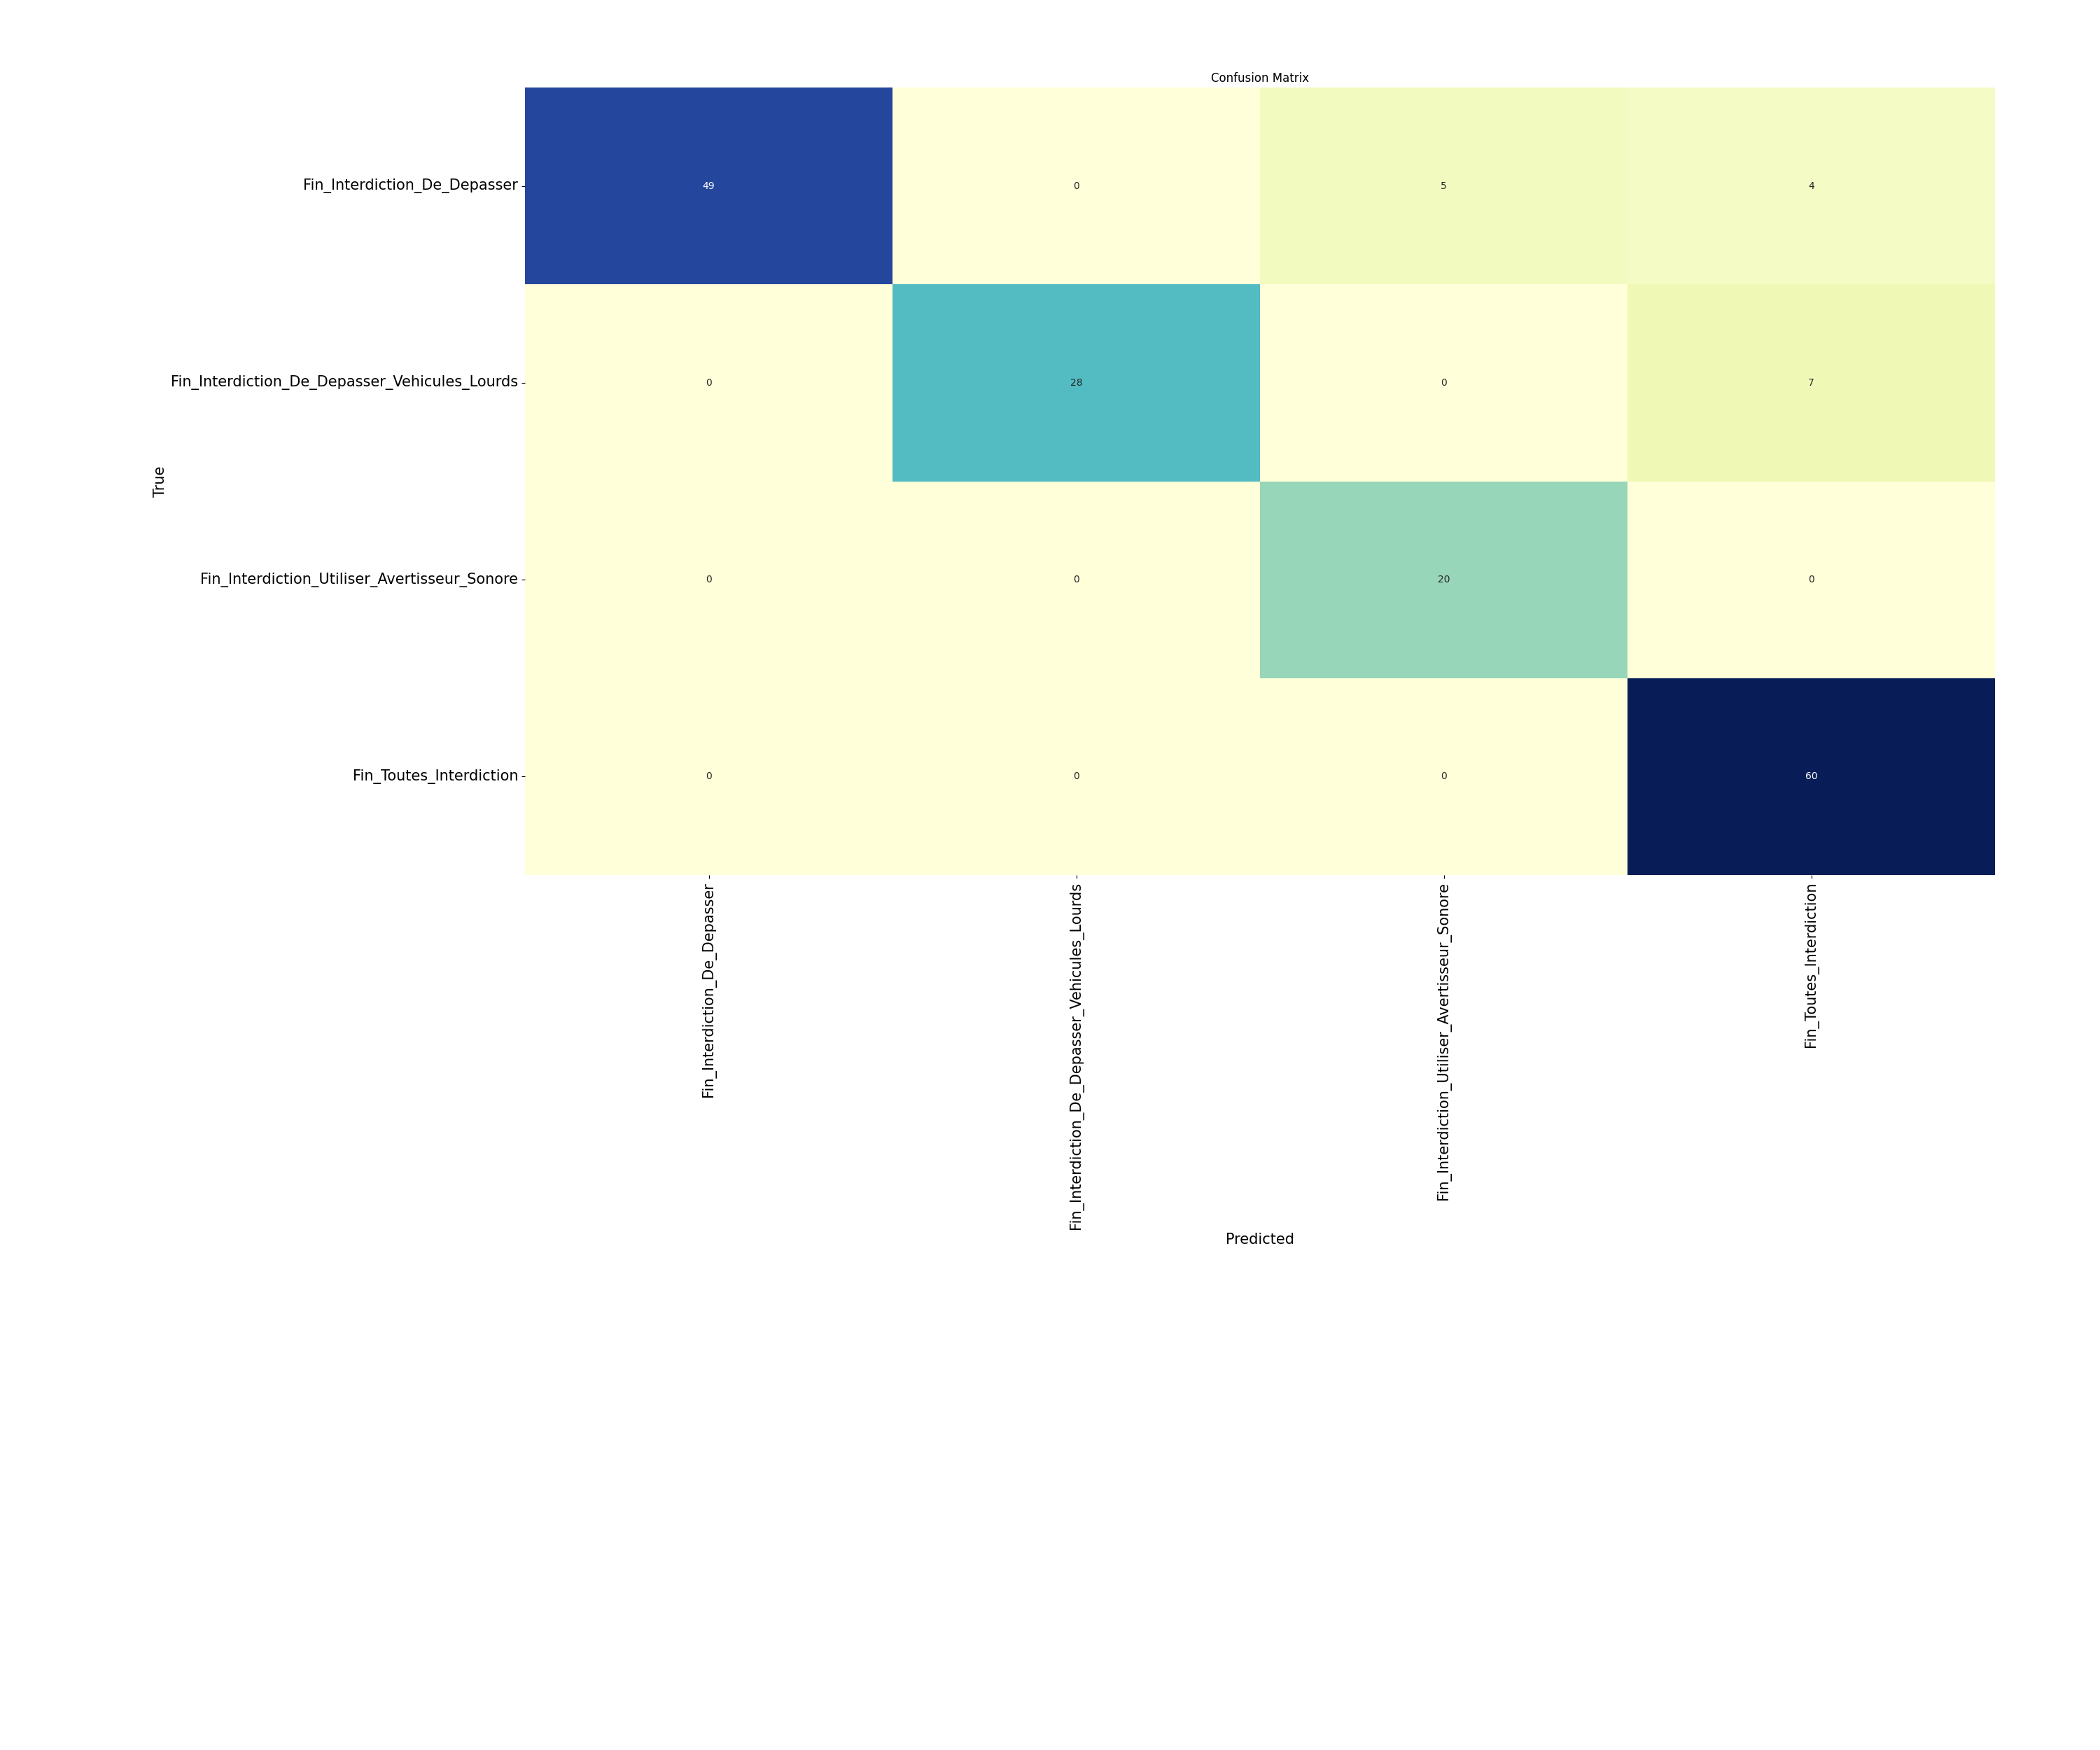 Confusion Matrix
Fin_Interdiction_De_Depasser
49 0 5 4
Fin_Interdiction_De_Depasser_Vehicules_Lourds
0 28 0 7
True
Fin_Interdiction_Utiliser_Avertisseur_Sonore
0 0 20 0
Fin_Toutes_Interdiction
0 0 0 60
Fin_Interdiction_De_Depasser
Fin_Interdiction_De_Depasser_Vehicules_Lourds
Fin_Interdiction_Utiliser_Avertisseur_Sonore
Fin_Toutes_Interdiction
Predicted